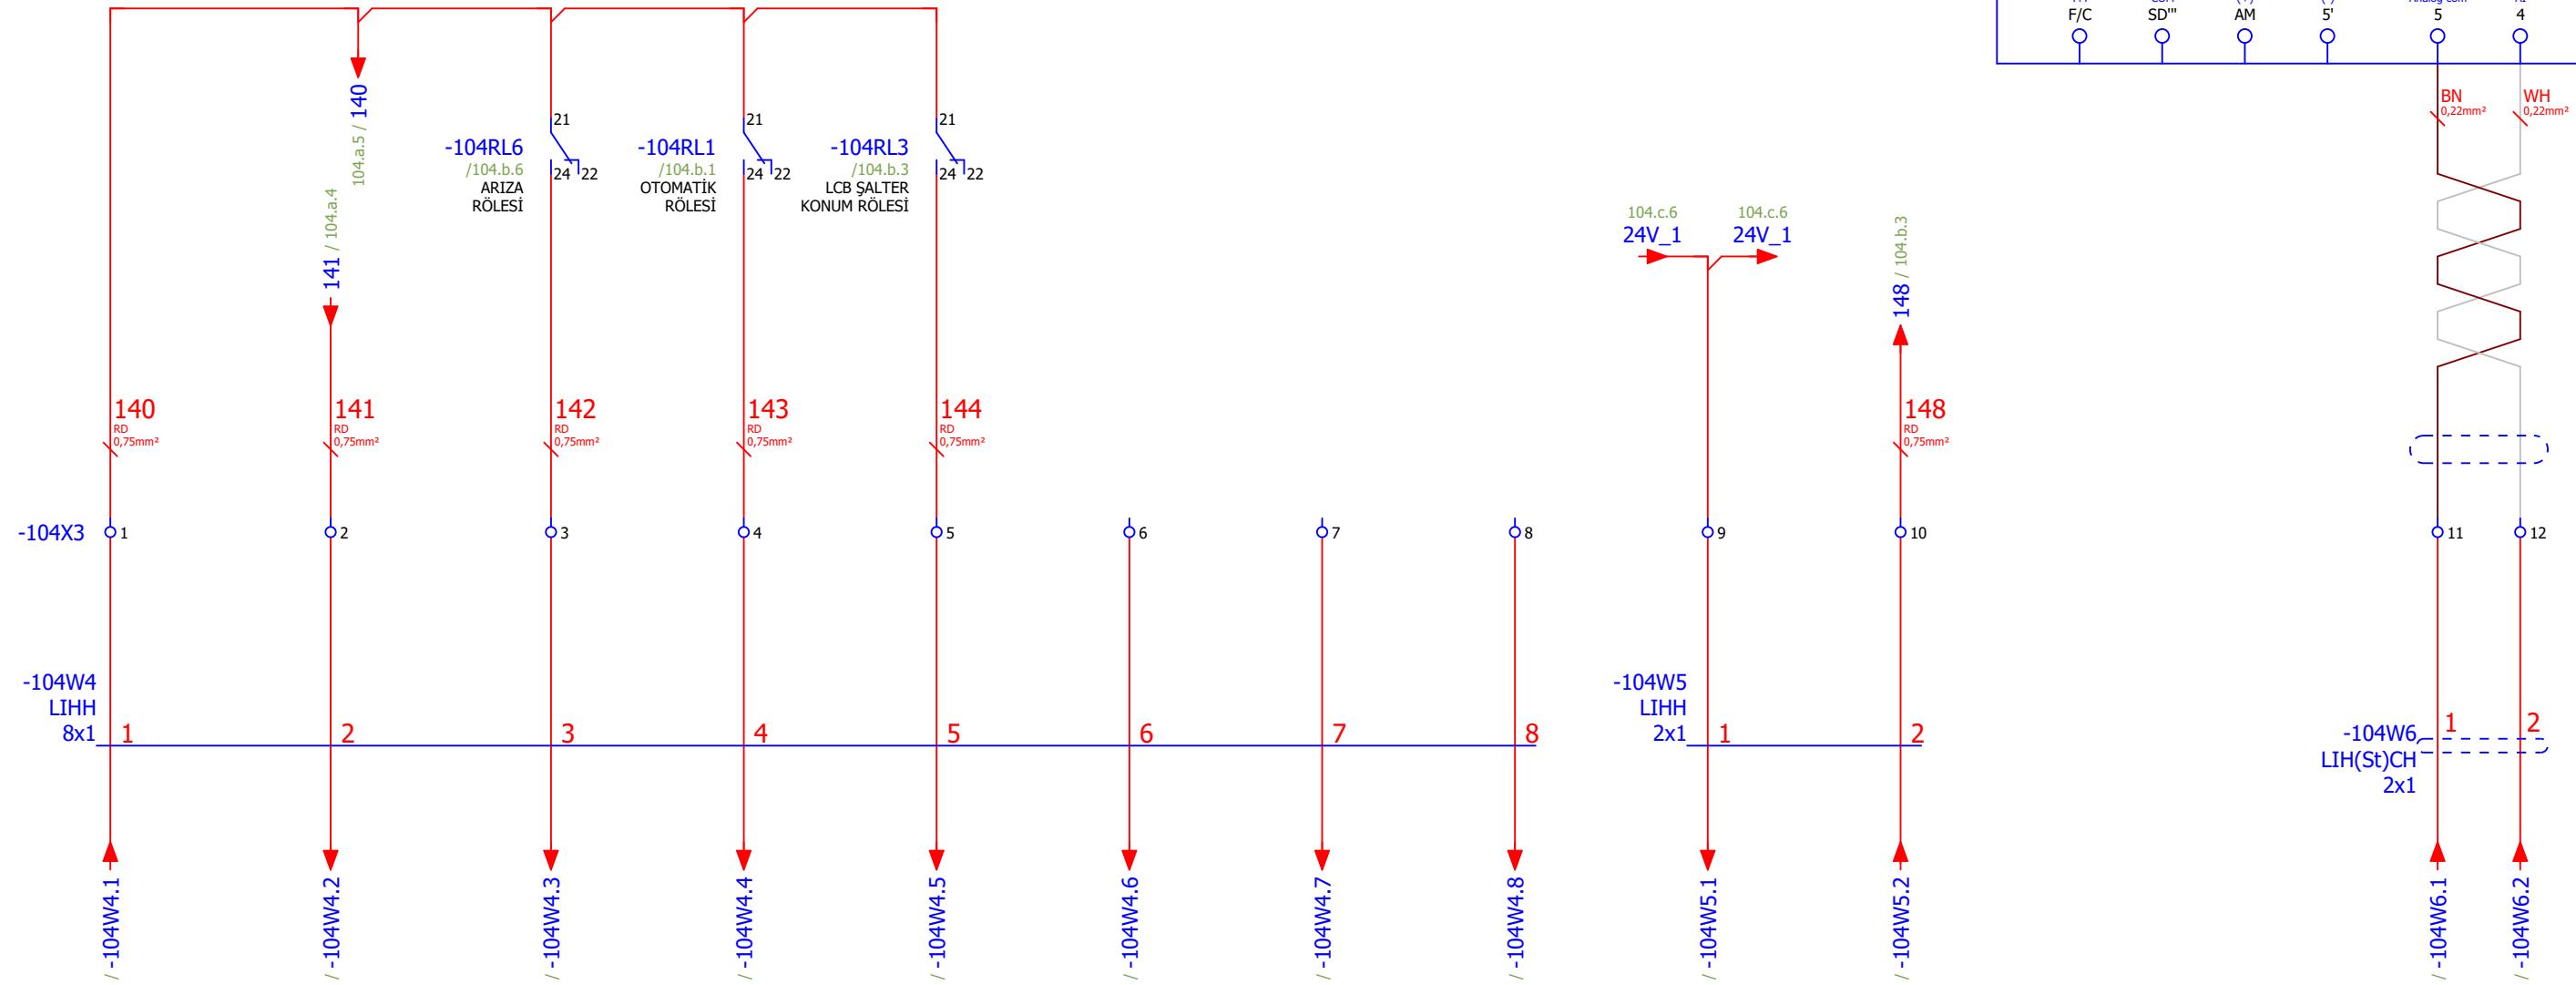 F/C SD''' AM 5' 5 4
BN
0,22mm²
WH
0,22mm²
104.a.5 / 140
141 / 104.a.4
-104RL6
/104.b.6
ARIZA
RÖLESİ
21
24 22
-104RL1
/104.b.1
OTOMATİK
RÖLESİ
21
24 22
-104RL3
/104.b.3
LCB ŞALTER
KONUM RÖLESİ
21
24 22
104.c.6
24V_1
104.c.6
24V_1
148 / 104.b.3
140
RD
0,75mm²
141
RD
0,75mm²
142
RD
0,75mm²
143
RD
0,75mm²
144
RD
0,75mm²
148
RD
0,75mm²
-104X3 1 2 3 4 5 6 7 8 9 10 11 12
-104W4
LIHH
8x1
1 2 3 4 5 6 7 8
-104W5
LIHH
2x1
1 2
-104W6
LIH(St)CH
2x1
1 2
/ -104W4.1
/ -104W4.2
/ -104W4.3
/ -104W4.4
/ -104W4.5
/ -104W4.6
/ -104W4.7
/ -104W4.8
/ -104W5.1
/ -104W5.2
/ -104W6.1
/ -104W6.2